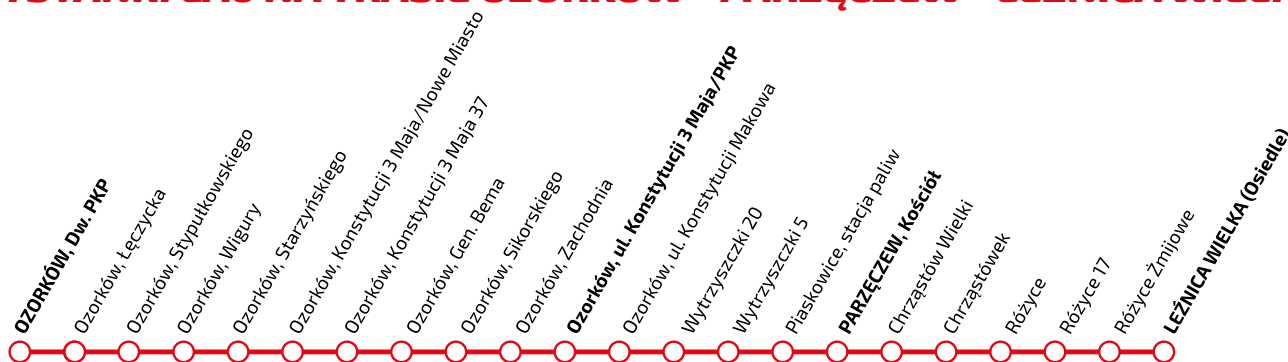 OZORKÓW – PARZĘCZEW –
OZORKÓW, Dw. PKP
Ozorków, Łęczycka
Ozorków, Stypułkowskiego
Ozorków, Wigury
Ozorków, Starzyńskiego
Ozorków, Konstytucji 3 Maja/Nowe Miasto
Ozorków, Konstytucji 3 Maja 37
Ozorków, Gen. Bema
Ozorków, Sikorskiego
Ozorków, Zachodnia
Ozorków, ul. Konstytucji 3 Maja/PKP
Ozorków, ul. Konstytucji Makowa
Wytrzyszczki 20
Wytrzyszczki 5
Piaskowice, stacja paliw
PARZĘCZEW, Kościół
Chrząstów Wielki
Chrząstówek
Różyce
Różyce 17
Różyce Żmijowe
LEŹNICA WIELKA (Osiedle)